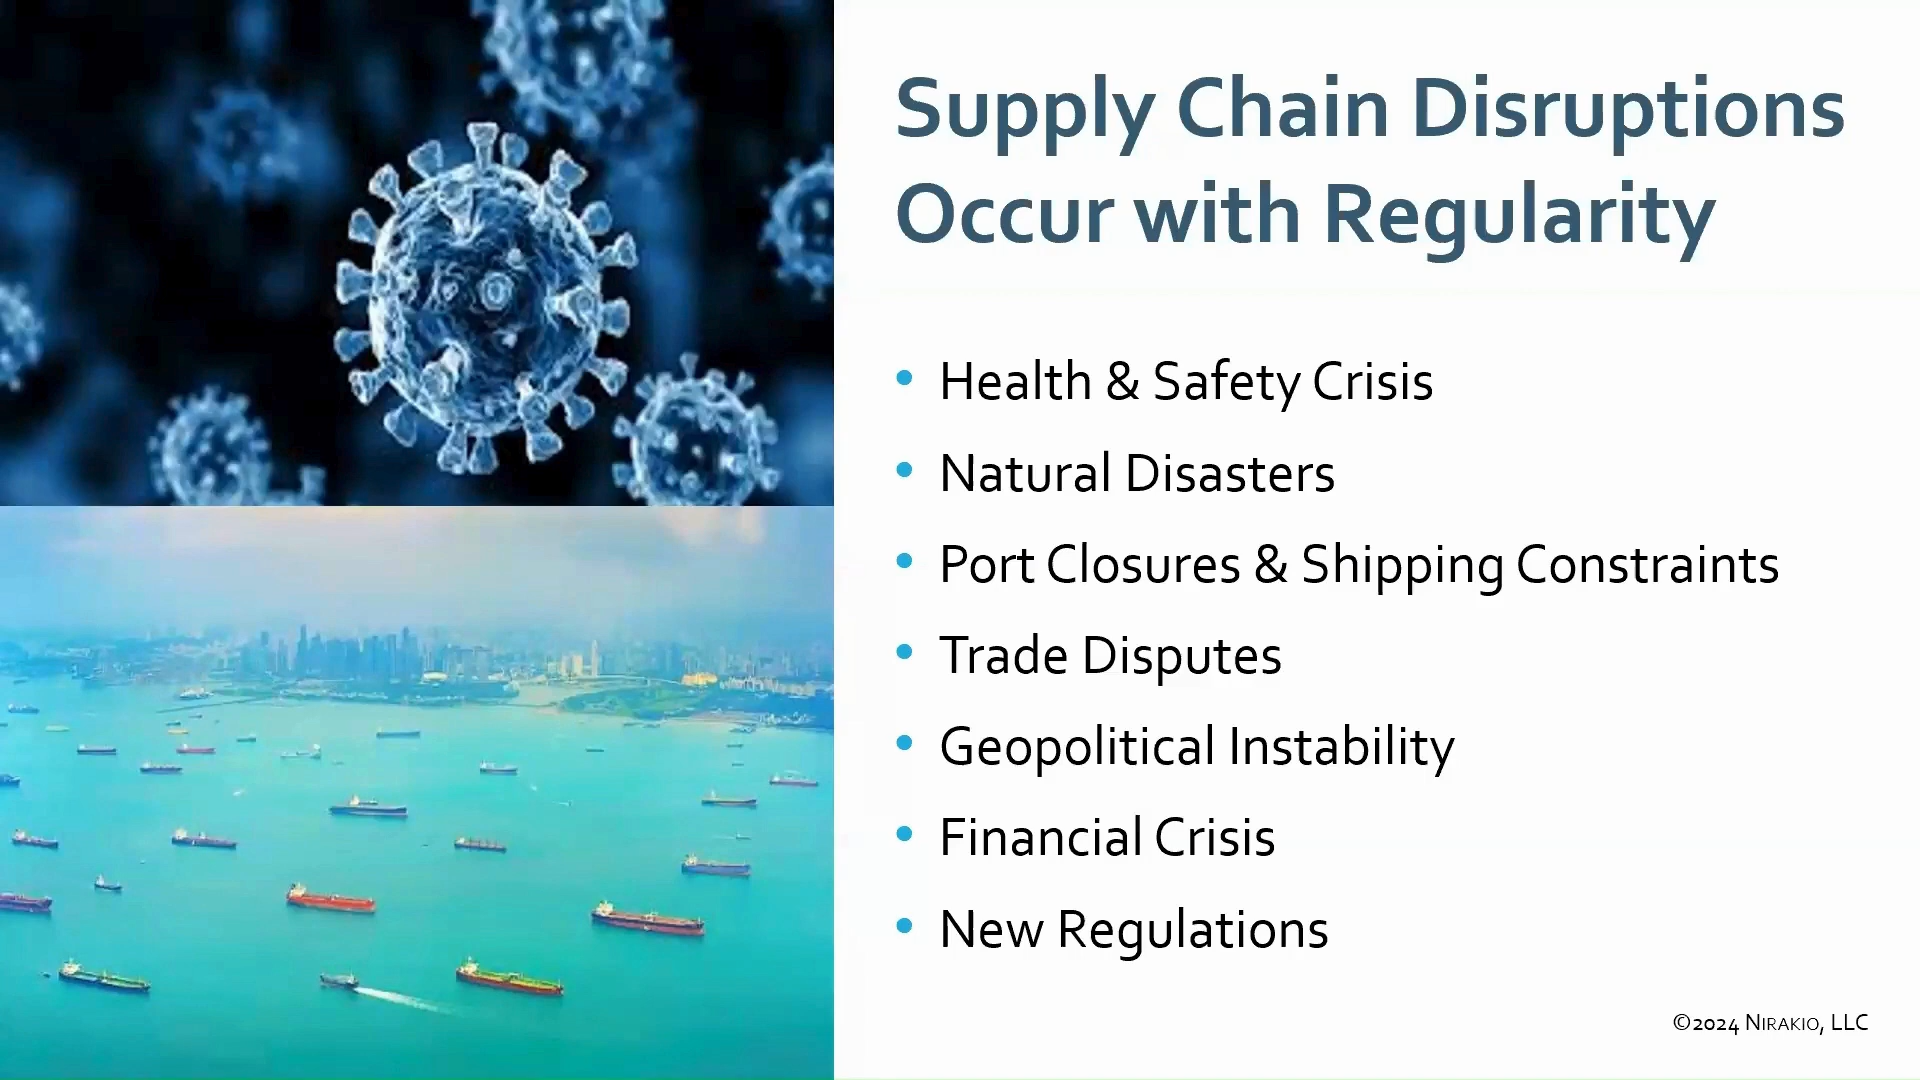 Supply Chain Disruptions
Occur with Regularity
• Health & Safety Crisis
• Natural Disasters
• Port Closures & Shipping Constraints
• Trade Disputes
• Geopolitical Instability
• Financial Crisis
• New Regulations
©2024 Nirakio, LLC